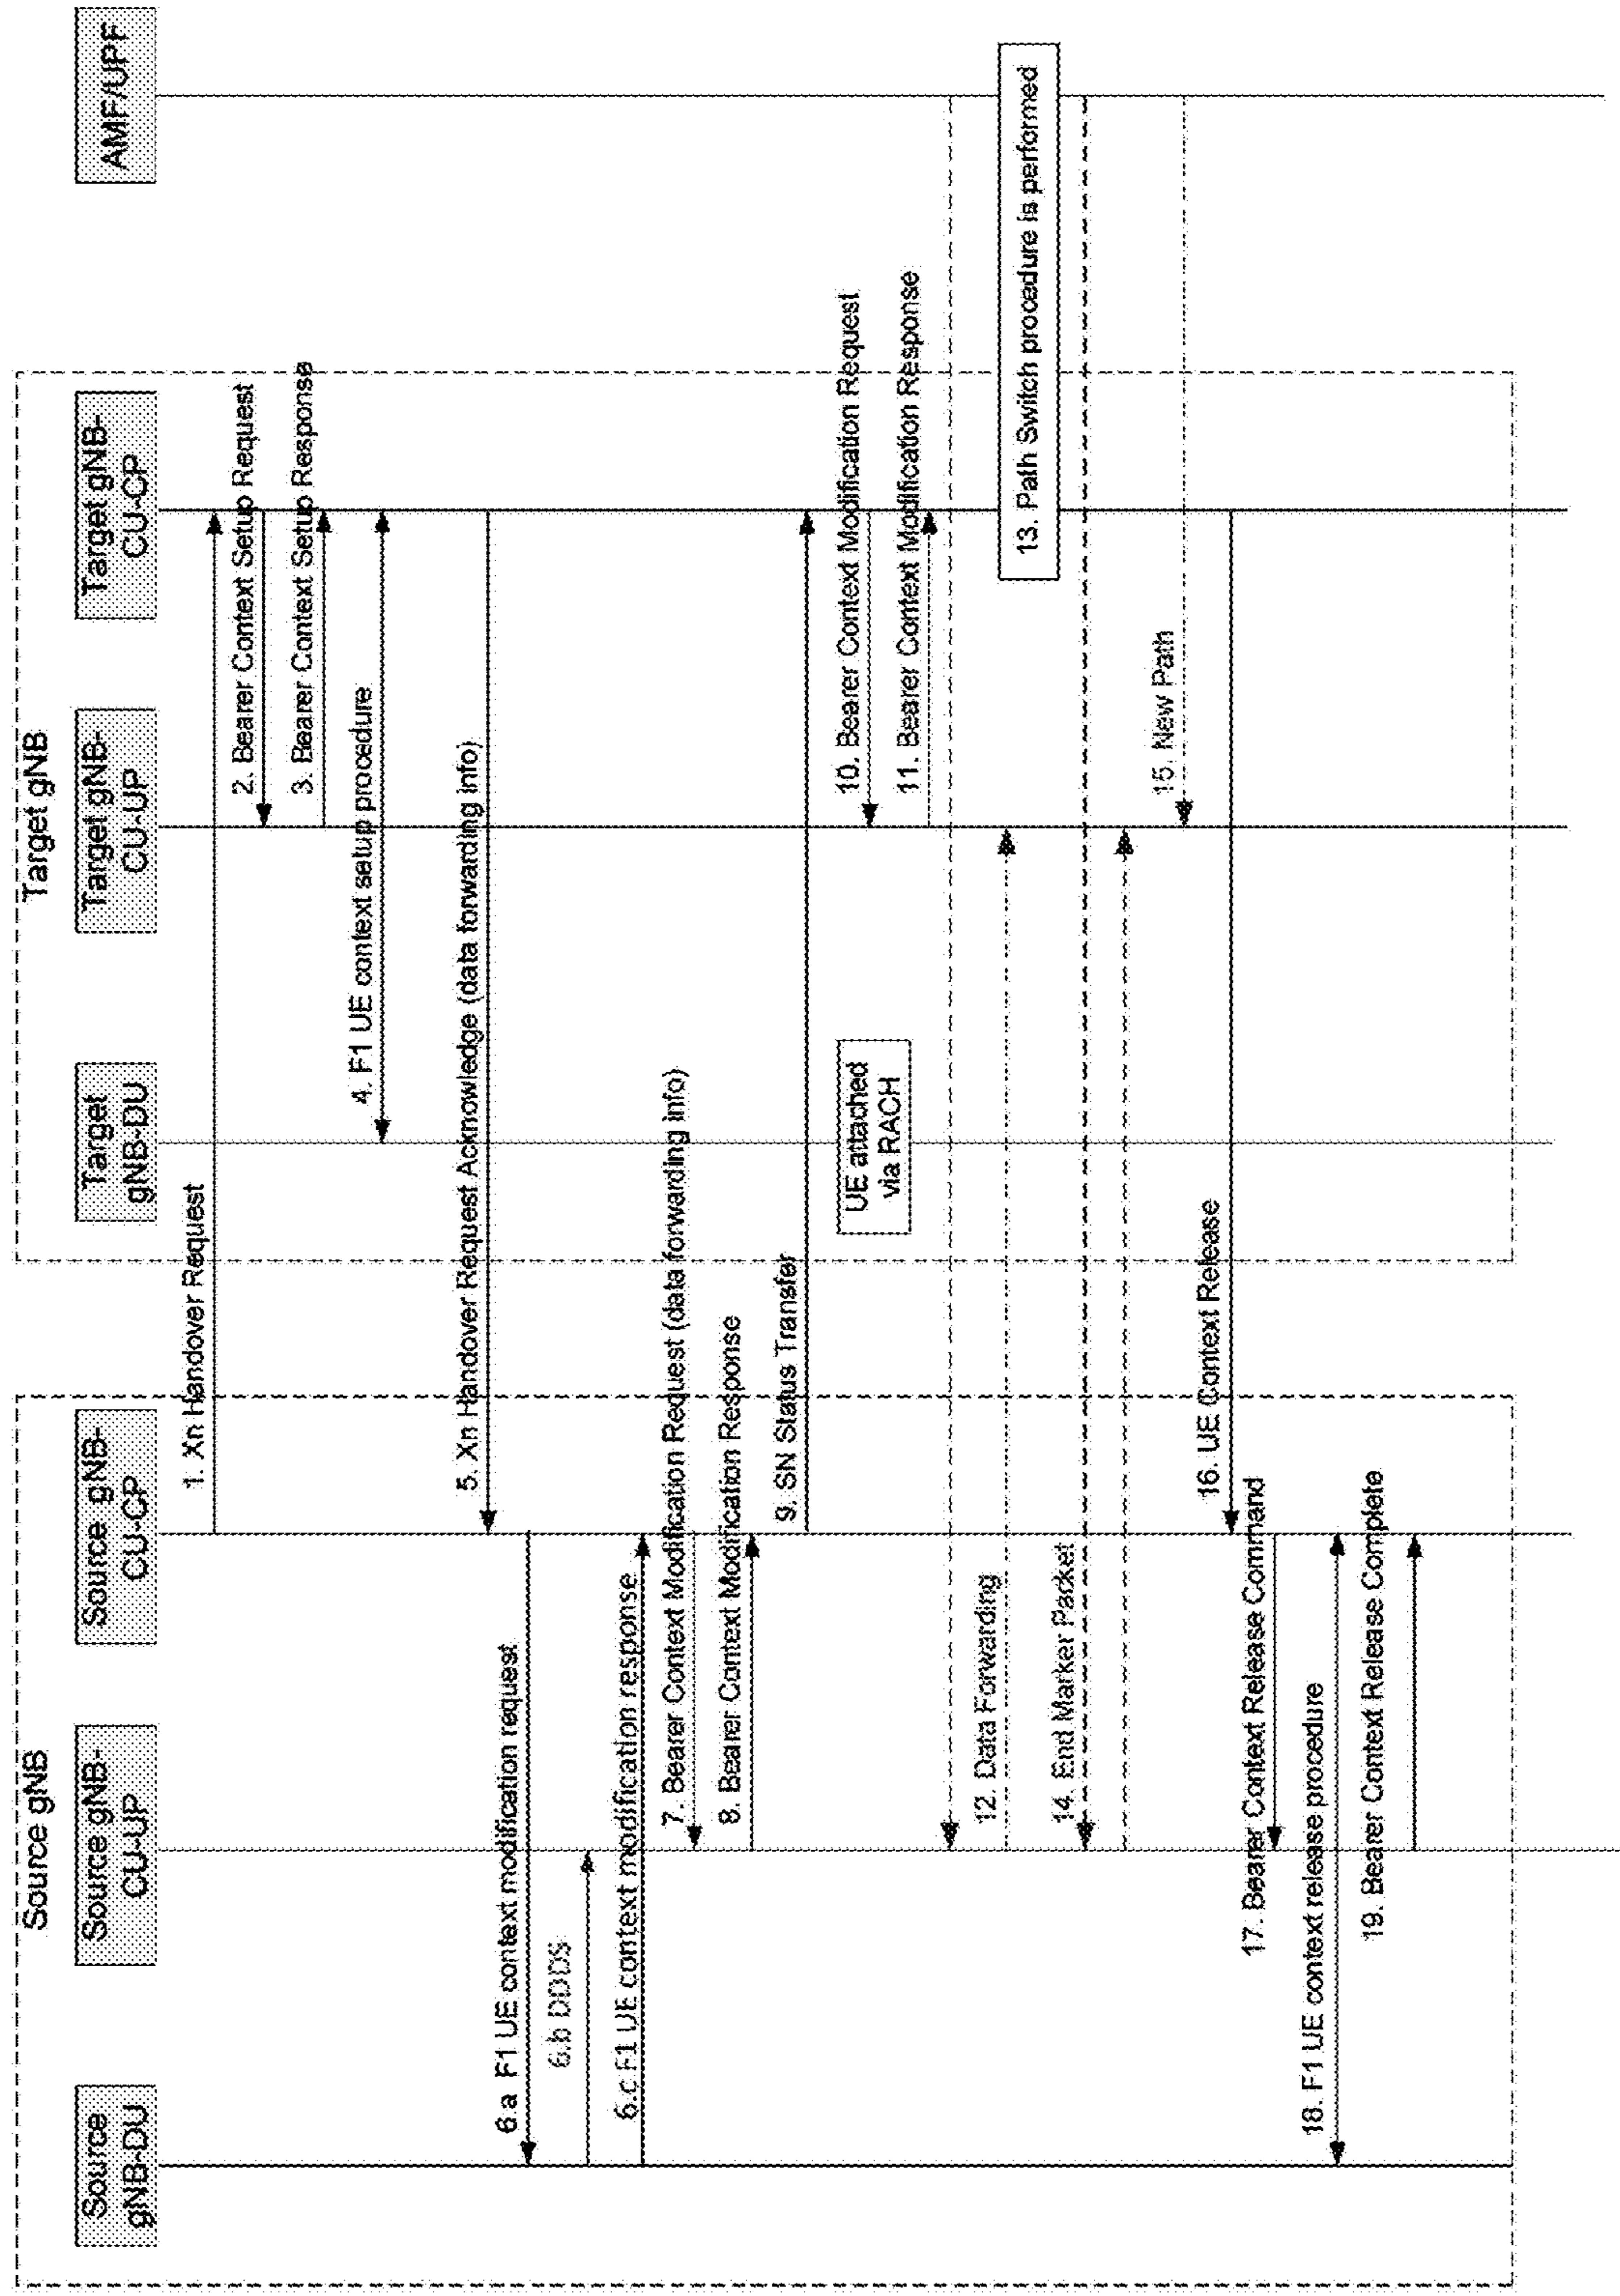 Source gNB
Target gNB
Source
gNB-DU
Source gNB-
CU-UP
Source gNB-
CU-CP
Target
gNB-DU
Target gNB-
CU-UP
Target gNB-
CU-CP
AMF/UPF
1. Xn Handover Request
2. Bearer Context Setup Request
3. Bearer Context Setup Response
4. F1 UE context setup procedure
5. Xn Handover Request Acknowledge (data forwarding info)
6.a F1 UE context modification request
6.b DDDS
6.c F1 UE context modification response
7. Bearer Context Modification Request (data forwarding info)
8. Bearer Context Modification Response
9. SN Status Transfer
UE attached
via RACH
10. Bearer Context Modification Request
11. Bearer Context Modification Response
12. Data Forwarding
13. Path Switch procedure is performed
14. End Marker Packet
15. New Path
16. UE Context Release
17. Bearer Context Release Command
18. F1 UE context release procedure
19. Bearer Context Release Complete